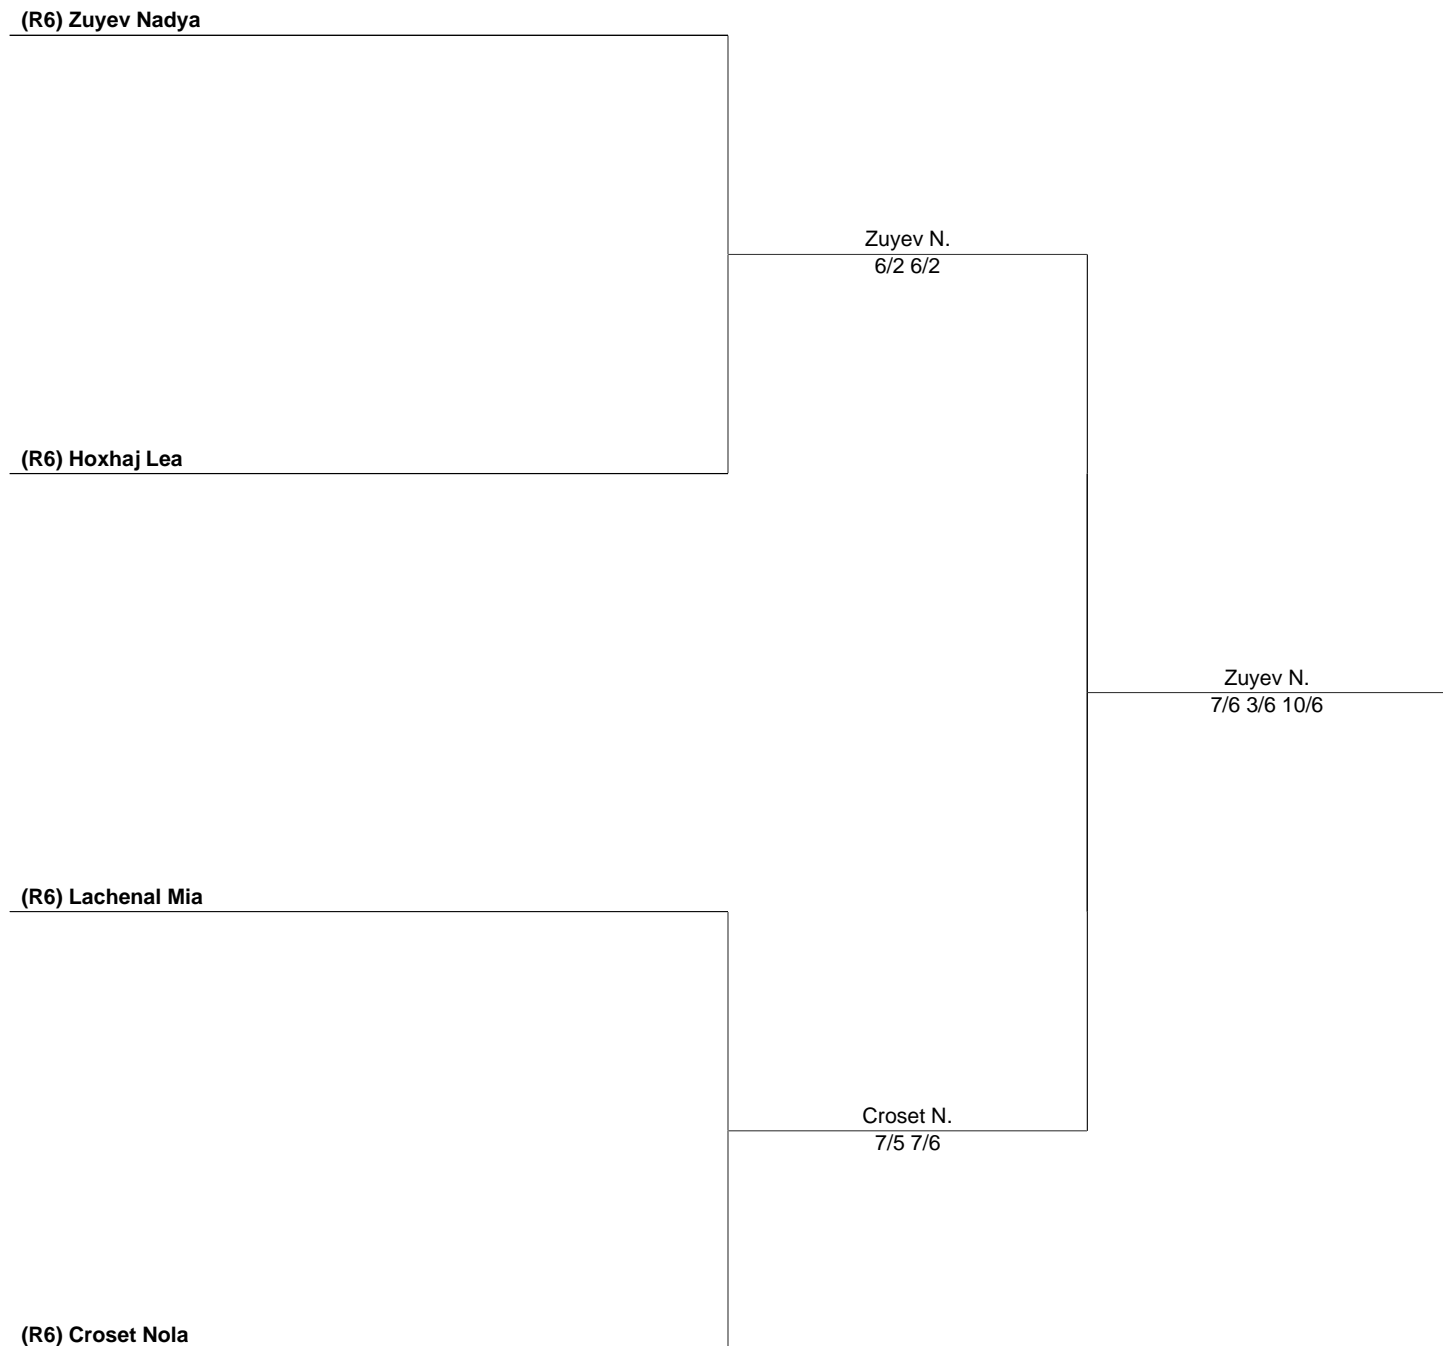 (R6) Zuyev Nadya
Zuyev N.
6/2 6/2
(R6) Hoxhaj Lea
Zuyev N.
7/6 3/6 10/6
(R6) Lachenal Mia
Croset N.
7/5 7/6
(R6) Croset Nola